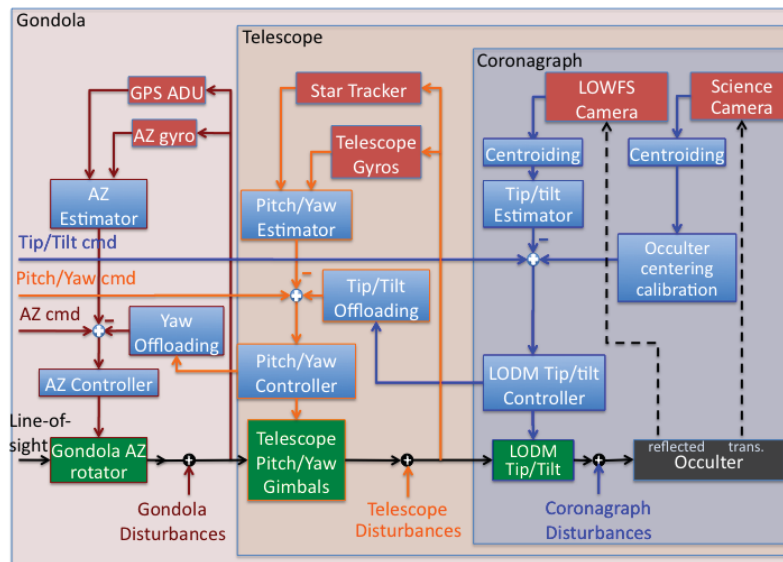 Gondola
Telescope
Coronagraph
GPS ADU
Star Tracker
LOWFS
Camera
Science
Camera
AZ gyro
Telescope
Gyros
Centroiding
Centroiding
AZ
Estimator
Pitch/Yaw
Estimator
Tip/tilt
Estimator
Tip/Tilt cmd
Occulter
centering
calibration
Pitch/Yaw cmd
Tip/Tilt
Offloading
AZ cmd
Yaw
Offloading
AZ Controller
Pitch/Yaw
Controller
LODM Tip/tilt
Controller
Line-of-
sight
Gondola AZ
rotator
Telescope
Pitch/Yaw
Gimbals
LODM
Tip/Tilt
reflected trans.
Occulter
Gondola
Disturbances
Telescope
Disturbances
Coronagraph
Disturbances